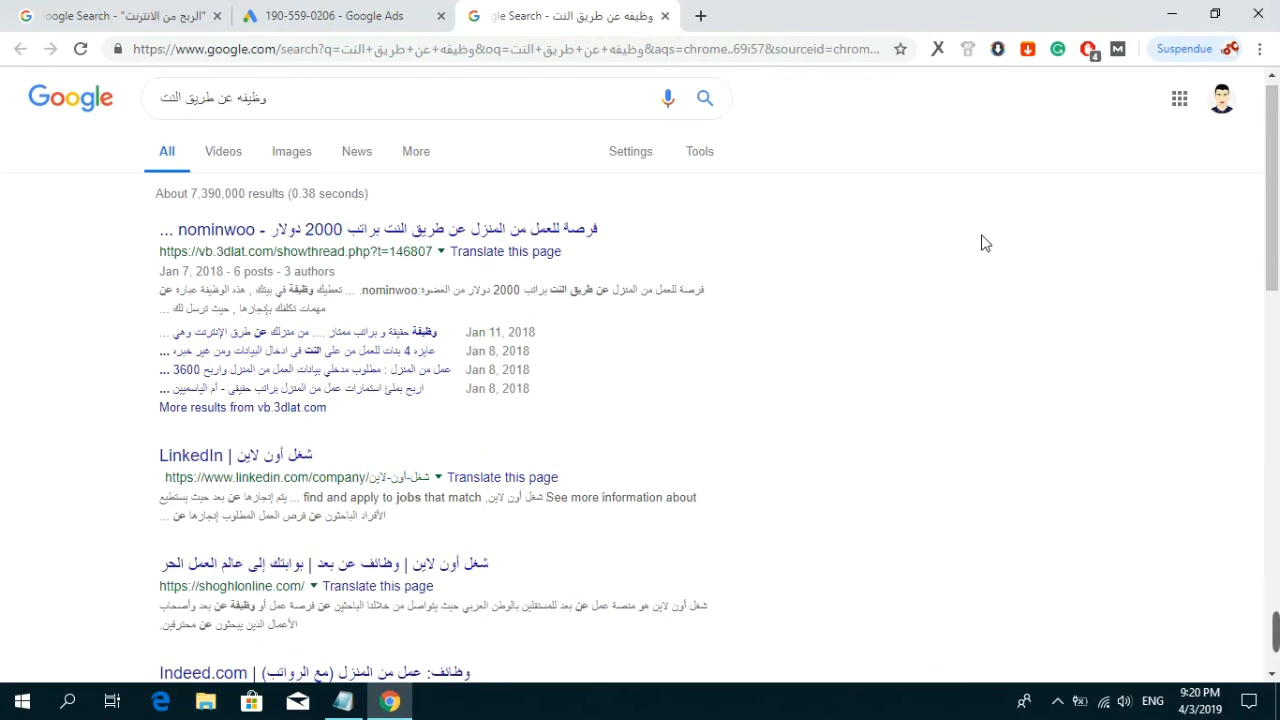 oogle Search - "الربح من الانترنت"
190-559-0206 - Google Ads
وظيفه عن طريق النت - gle Search
https://www.google.com/search?q=وظيفه+عن+طريق+النت&oq=وظيفه+عن+طريق+النت&aqs=chrome..69i57&sourceid=chrom...
4
M
Suspendue
Google
وظيفه عن طريق النت
All
Videos
Images
News
More
Settings
Tools
About 7,390,000 results (0.38 seconds)
فرصة للعمل من المنزل عن طريق النت براتب 2000 دولار - nominwoo ...
https://vb.3dlat.com/showthread.php?t=146807 Translate this page
Jan 7, 2018 - 6 posts - 3 authors
فرصة للعمل من المنزل عن طريق النت براتب 2000 دولار من العضوة:nominwoo. ... تعطيك وظيفة في بيتك , هذه الوظيفة عبارة عن
مهمات تكلفك بإنجازها , حيث ترسل لك ...
وظيفة حقيقة و براتب ممتاز .... من منزلك عن طرق الإنترنت وهي ... Jan 11, 2018
عايزه 4 بنات للعمل من على النت فى ادخال البيانات ومن غير خبره ... Jan 8, 2018
عمل من المنزل : مطلوب مدخلي بيانات العمل من المنزل واربح 3600 ... Jan 8, 2018
اربح بملئ استمارات عمل من المنزل براتب حقيقى - أم الياسميين ... Jan 8, 2018
More results from vb.3dlat.com
شغل أون لاين | LinkedIn
https://www.linkedin.com/company/شغل-أون-لاين Translate this page
See more information about شغل أون لاين, find and apply to jobs that match ... يتم إنجازها عن بعد حيث يستطيع
الأفراد الباحثون عن فرص العمل المطلوب إنجازها عن ...
شغل أون لاين | وظائف عن بعد | بوابتك إلى عالم العمل الحر
https://shoghlonline.com/ Translate this page
شغل أون لاين هو منصة عمل عن بعد للمستقلين بالوطن العربي حيث يتواصل من خلالنا الباحثين عن فرصة عمل أو وظيفة عن بعد وأصحاب
الأعمال الذين يبحثون عن محترفين.
وظائف: عمل من المنزل (مع الرواتب) | Indeed.com
ENG
9:20 PM
4/3/2019